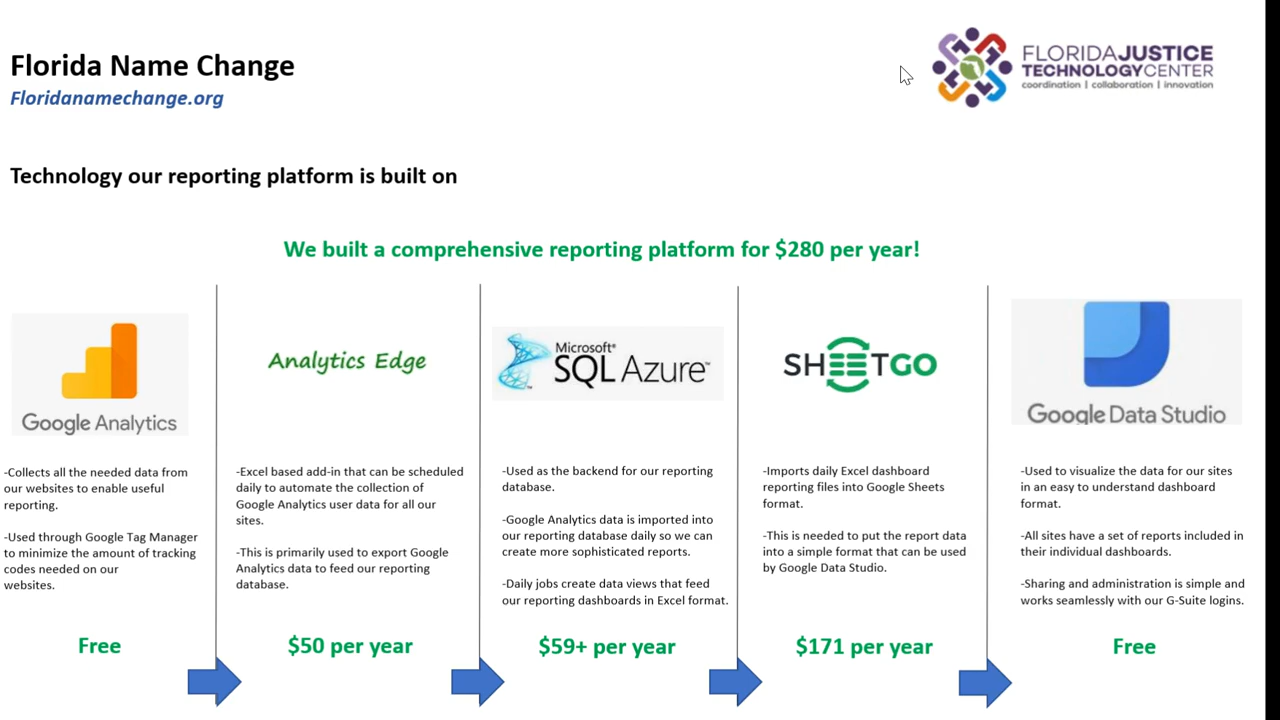 Florida Name Change
Floridanamechange.org
FLORIDAJUSTICE
TECHNOLOGYCENTER
coordination | collaboration | innovation
Technology our reporting platform is built on
We built a comprehensive reporting platform for $280 per year!
Google Analytics
-Collects all the needed data from
our websites to enable useful
reporting.
-Used through Google Tag Manager
to minimize the amount of tracking
codes needed on our
websites.
Free
Analytics Edge
-Excel based add-in that can be scheduled
daily to automate the collection of
Google Analytics user data for all our
sites.
-This is primarily used to export Google
Analytics data to feed our reporting
database.
$50 per year
Microsoft®
SQL Azure™
-Used as the backend for our reporting
database.
-Google Analytics data is imported into
our reporting database daily so we can
create more sophisticated reports.
-Daily jobs create data views that feed
our reporting dashboards in Excel format.
$59+ per year
SHEETGO
-Imports daily Excel dashboard
reporting files into Google Sheets
format.
-This is needed to put the report data
into a simple format that can be used
by Google Data Studio.
$171 per year
Google Data Studio
-Used to visualize the data for our sites
in an easy to understand dashboard
format.
-All sites have a set of reports included in
their individual dashboards.
-Sharing and administration is simple and
works seamlessly with our G-Suite logins.
Free